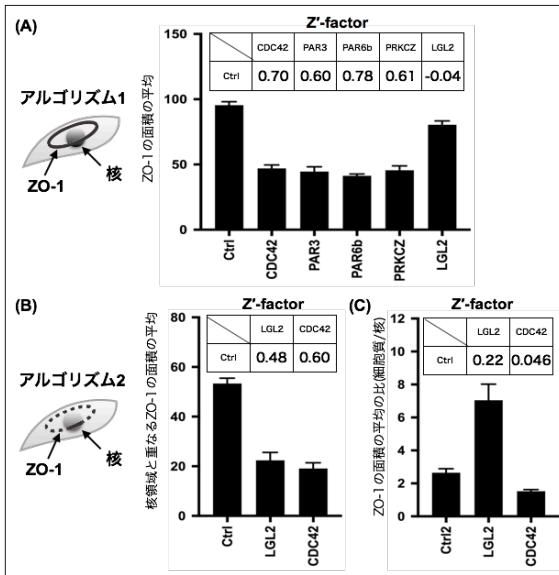 (A)
Z′-factor
CDC42 PAR3 PAR6b PRKCZ LGL2
Ctrl 0.70 0.60 0.78 0.61 -0.04
アルゴリズム1
ZO-1
核
ZO-1の面積の平均
150
100
50
0
Ctrl CDC42 PAR3 PAR6b PRKCZ LGL2
(B)
Z′-factor
LGL2 CDC42
Ctrl 0.48 0.60
アルゴリズム2
ZO-1
核
核領域と重なるZO-1の面積の平均
80
60
40
20
0
Ctrl LGL2 CDC42
(C)
Z′-factor
LGL2 CDC42
Ctrl 0.22 0.046
ZO-1の面積の平均の比(細胞質/核)
12
10
8
6
4
2
0
Ctrl2 LGL2 CDC42